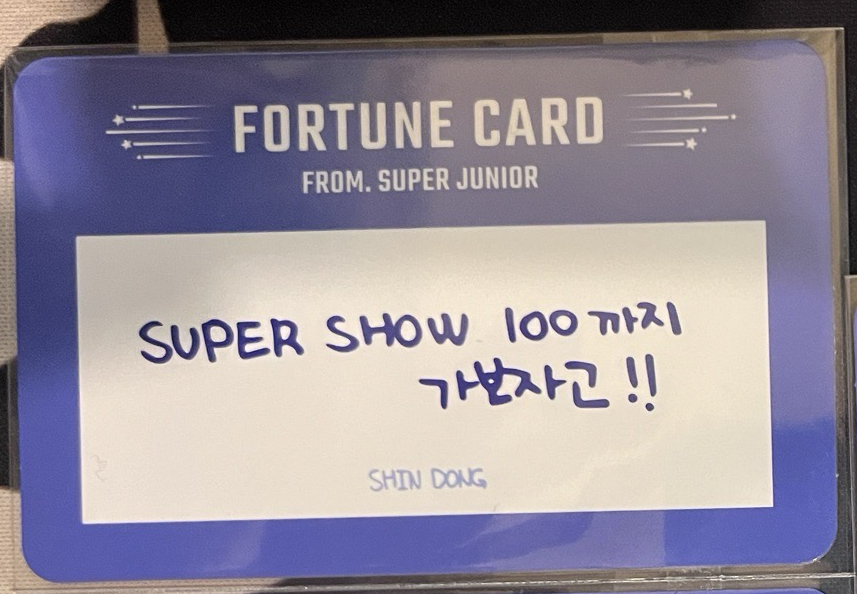 FORTUNE CARD
FROM. SUPER JUNIOR
SUPER SHOW 100까지
가보자고!!
SHIN DONG